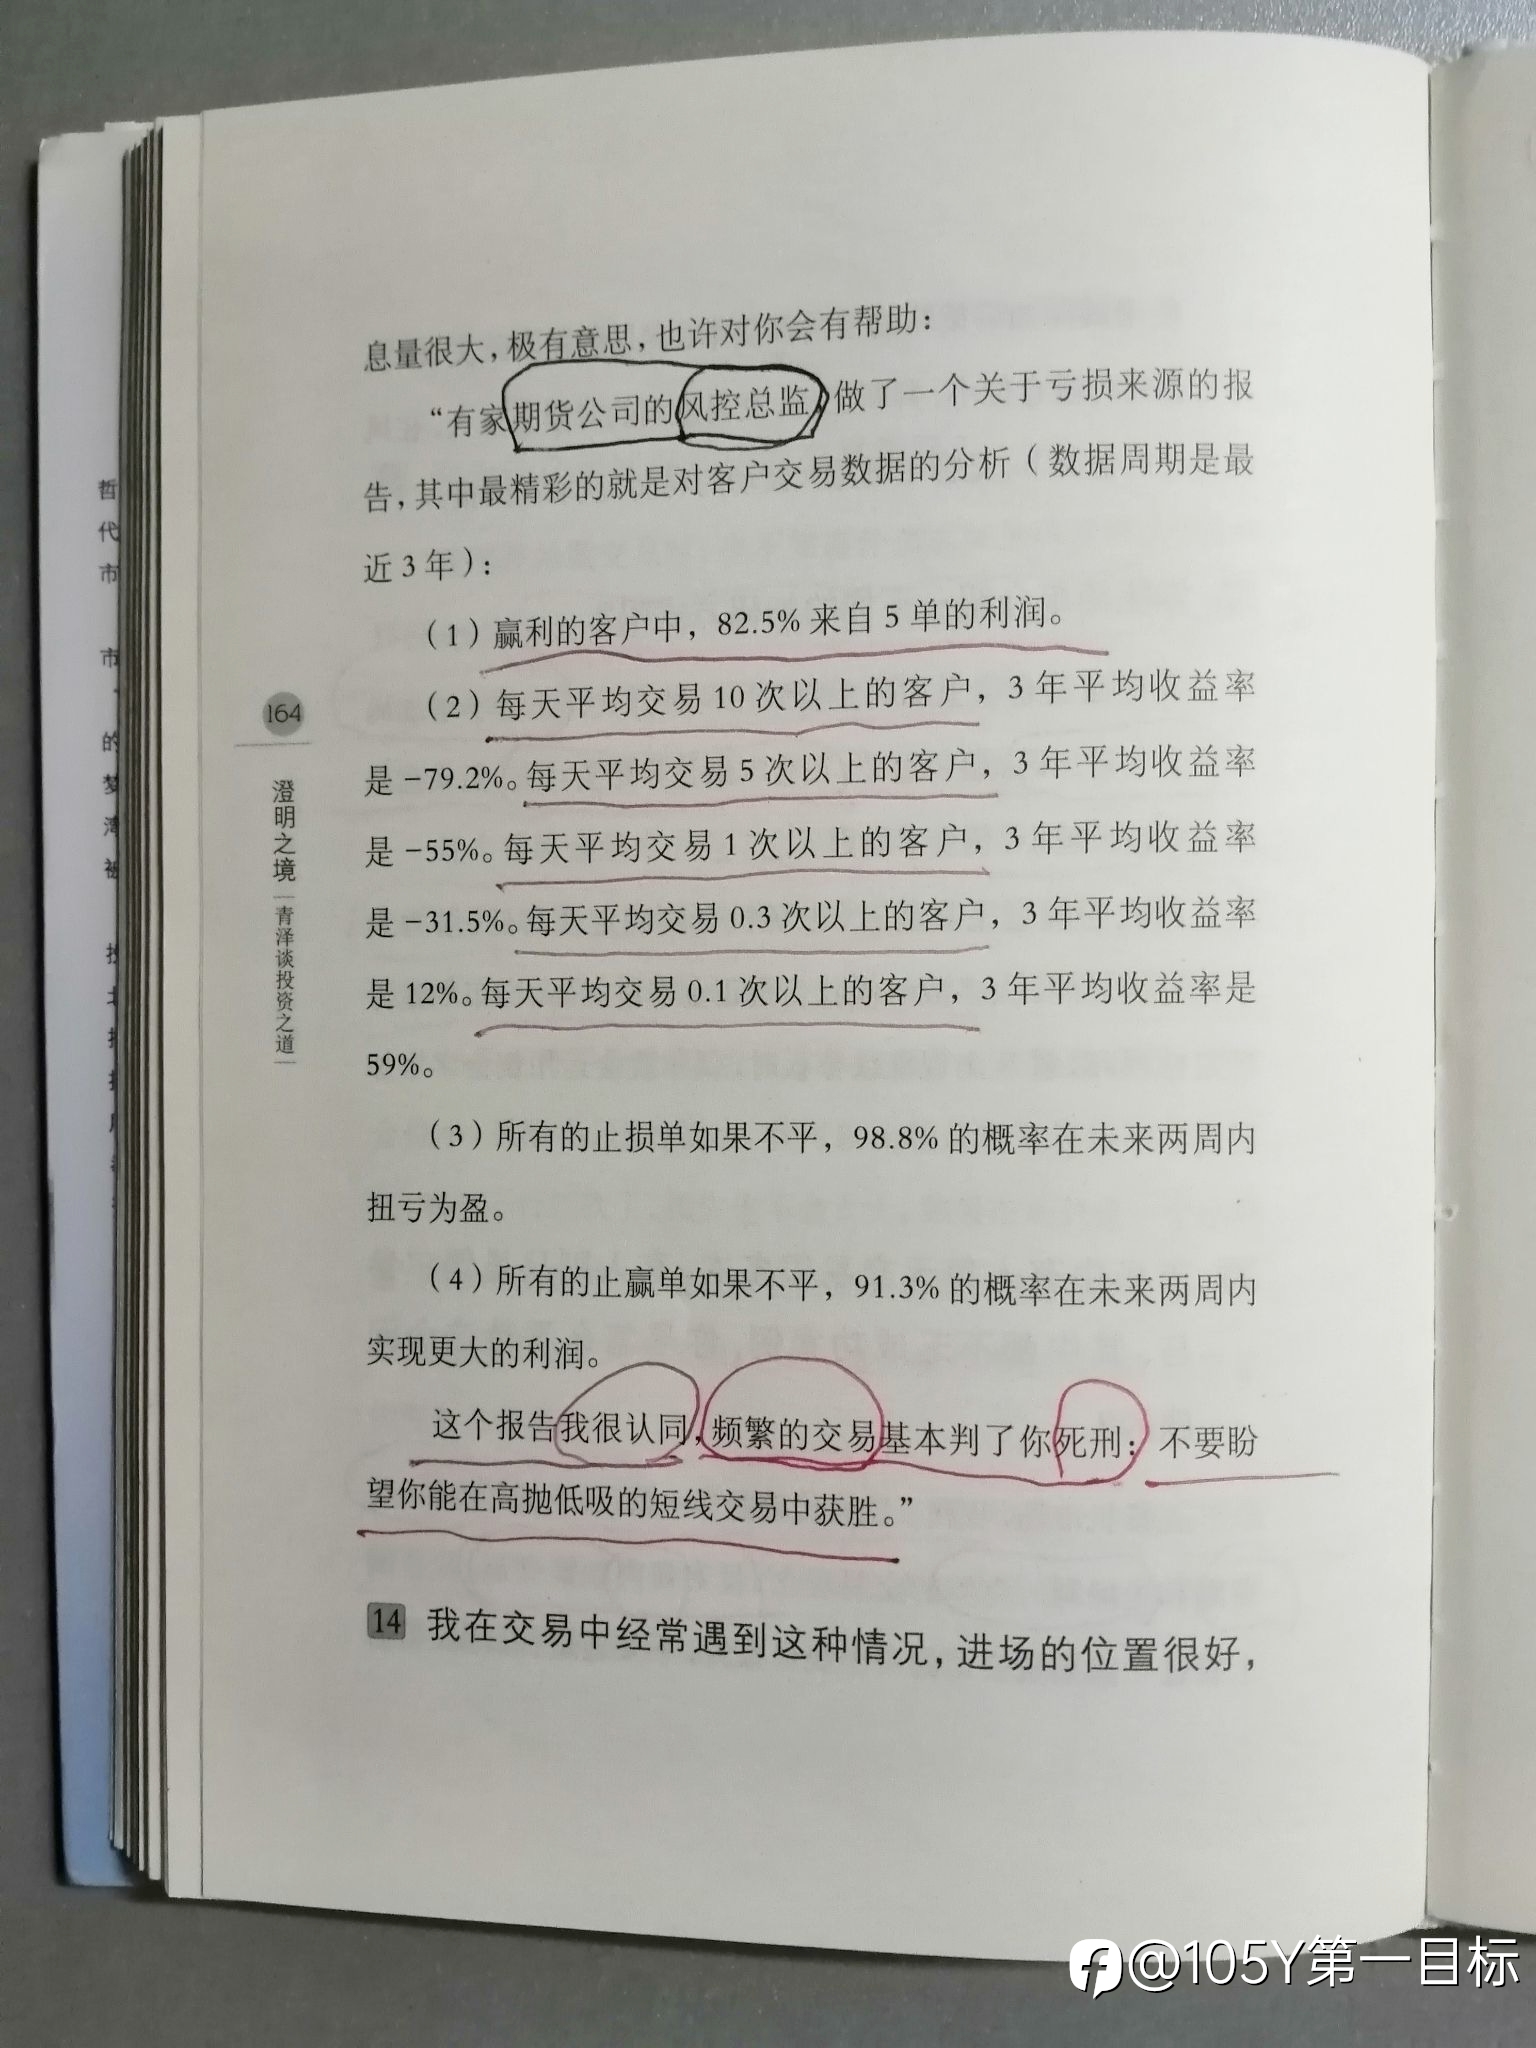 息量很大，极有意思，也许对你会有帮助：
“有家期货公司的风控总监，做了一个关于亏损来源的报
告，其中最精彩的就是对客户交易数据的分析（数据周期是最
近3年）：
（1）赢利的客户中，82.5%来自5单的利润。
（2）每天平均交易10次以上的客户，3年平均收益率
是-79.2%。每天平均交易5次以上的客户，3年平均收益率
是-55%。每天平均交易1次以上的客户，3年平均收益率
是-31.5%。每天平均交易0.3次以上的客户，3年平均收益率
是12%。每天平均交易0.1次以上的客户，3年平均收益率是
59%。
（3）所有的止损单如果不平，98.8%的概率在未来两周内
扭亏为盈。
（4）所有的止赢单如果不平，91.3%的概率在未来两周内
实现更大的利润。
这个报告我很认同，频繁的交易基本判了你死�；不要盼
望你能在高抛低吸的短线交易中获胜。”
14 我在交易中经常遇到这种情况，进场的位置很好，
164
澄明之境｜青泽谈投资之道｜
哲
代
市
市
的
梦
@105Y第一目标